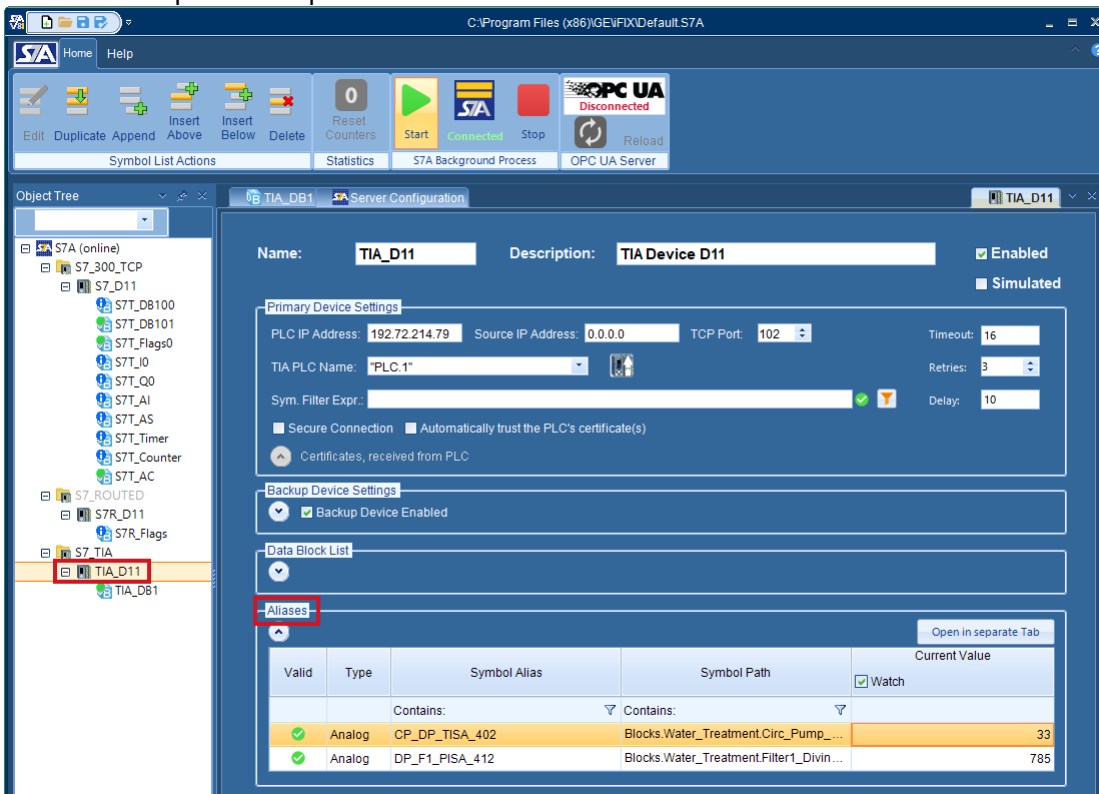 C:\Program Files (x86)\GE\iFIX\Default.S7A
S7A Home Help
Edit Duplicate Append Insert Above Insert Below Delete
0 Reset Counters
Start Connected Stop
OPC UA
Disconnected
Reload
Symbol List Actions Statistics S7A Background Process OPC UA Server
Object Tree
TIA_DB1 Server Configuration TIA_D11
S7A (online)
S7_300_TCP
S7_D11
S7T_DB100
S7T_DB101
S7T_Flags0
S7T_I0
S7T_Q0
S7T_AI
S7T_AS
S7T_Timer
S7T_Counter
S7T_AC
S7_ROUTED
S7R_D11
S7R_Flags
S7_TIA
TIA_D11
TIA_DB1
Name: TIA_D11 Description: TIA Device D11 Enabled
Simulated
Primary Device Settings
PLC IP Address: 192.72.214.79 Source IP Address: 0.0.0.0 TCP Port: 102 Timeout: 16
TIA PLC Name: "PLC.1" Retries: 3
Sym. Filter Expr.: Delay: 10
Secure Connection Automatically trust the PLC's certificate(s)
Certificates, received from PLC
Backup Device Settings
Backup Device Enabled
Data Block List
Aliases
Open in separate Tab
Valid Type Symbol Alias Symbol Path Current Value
Watch
Contains: Contains:
Analog CP_DP_TISA_402 Blocks.Water_Treatment.Circ_Pump_... 33
Analog DP_F1_PISA_412 Blocks.Water_Treatment.Filter1_Divin... 785